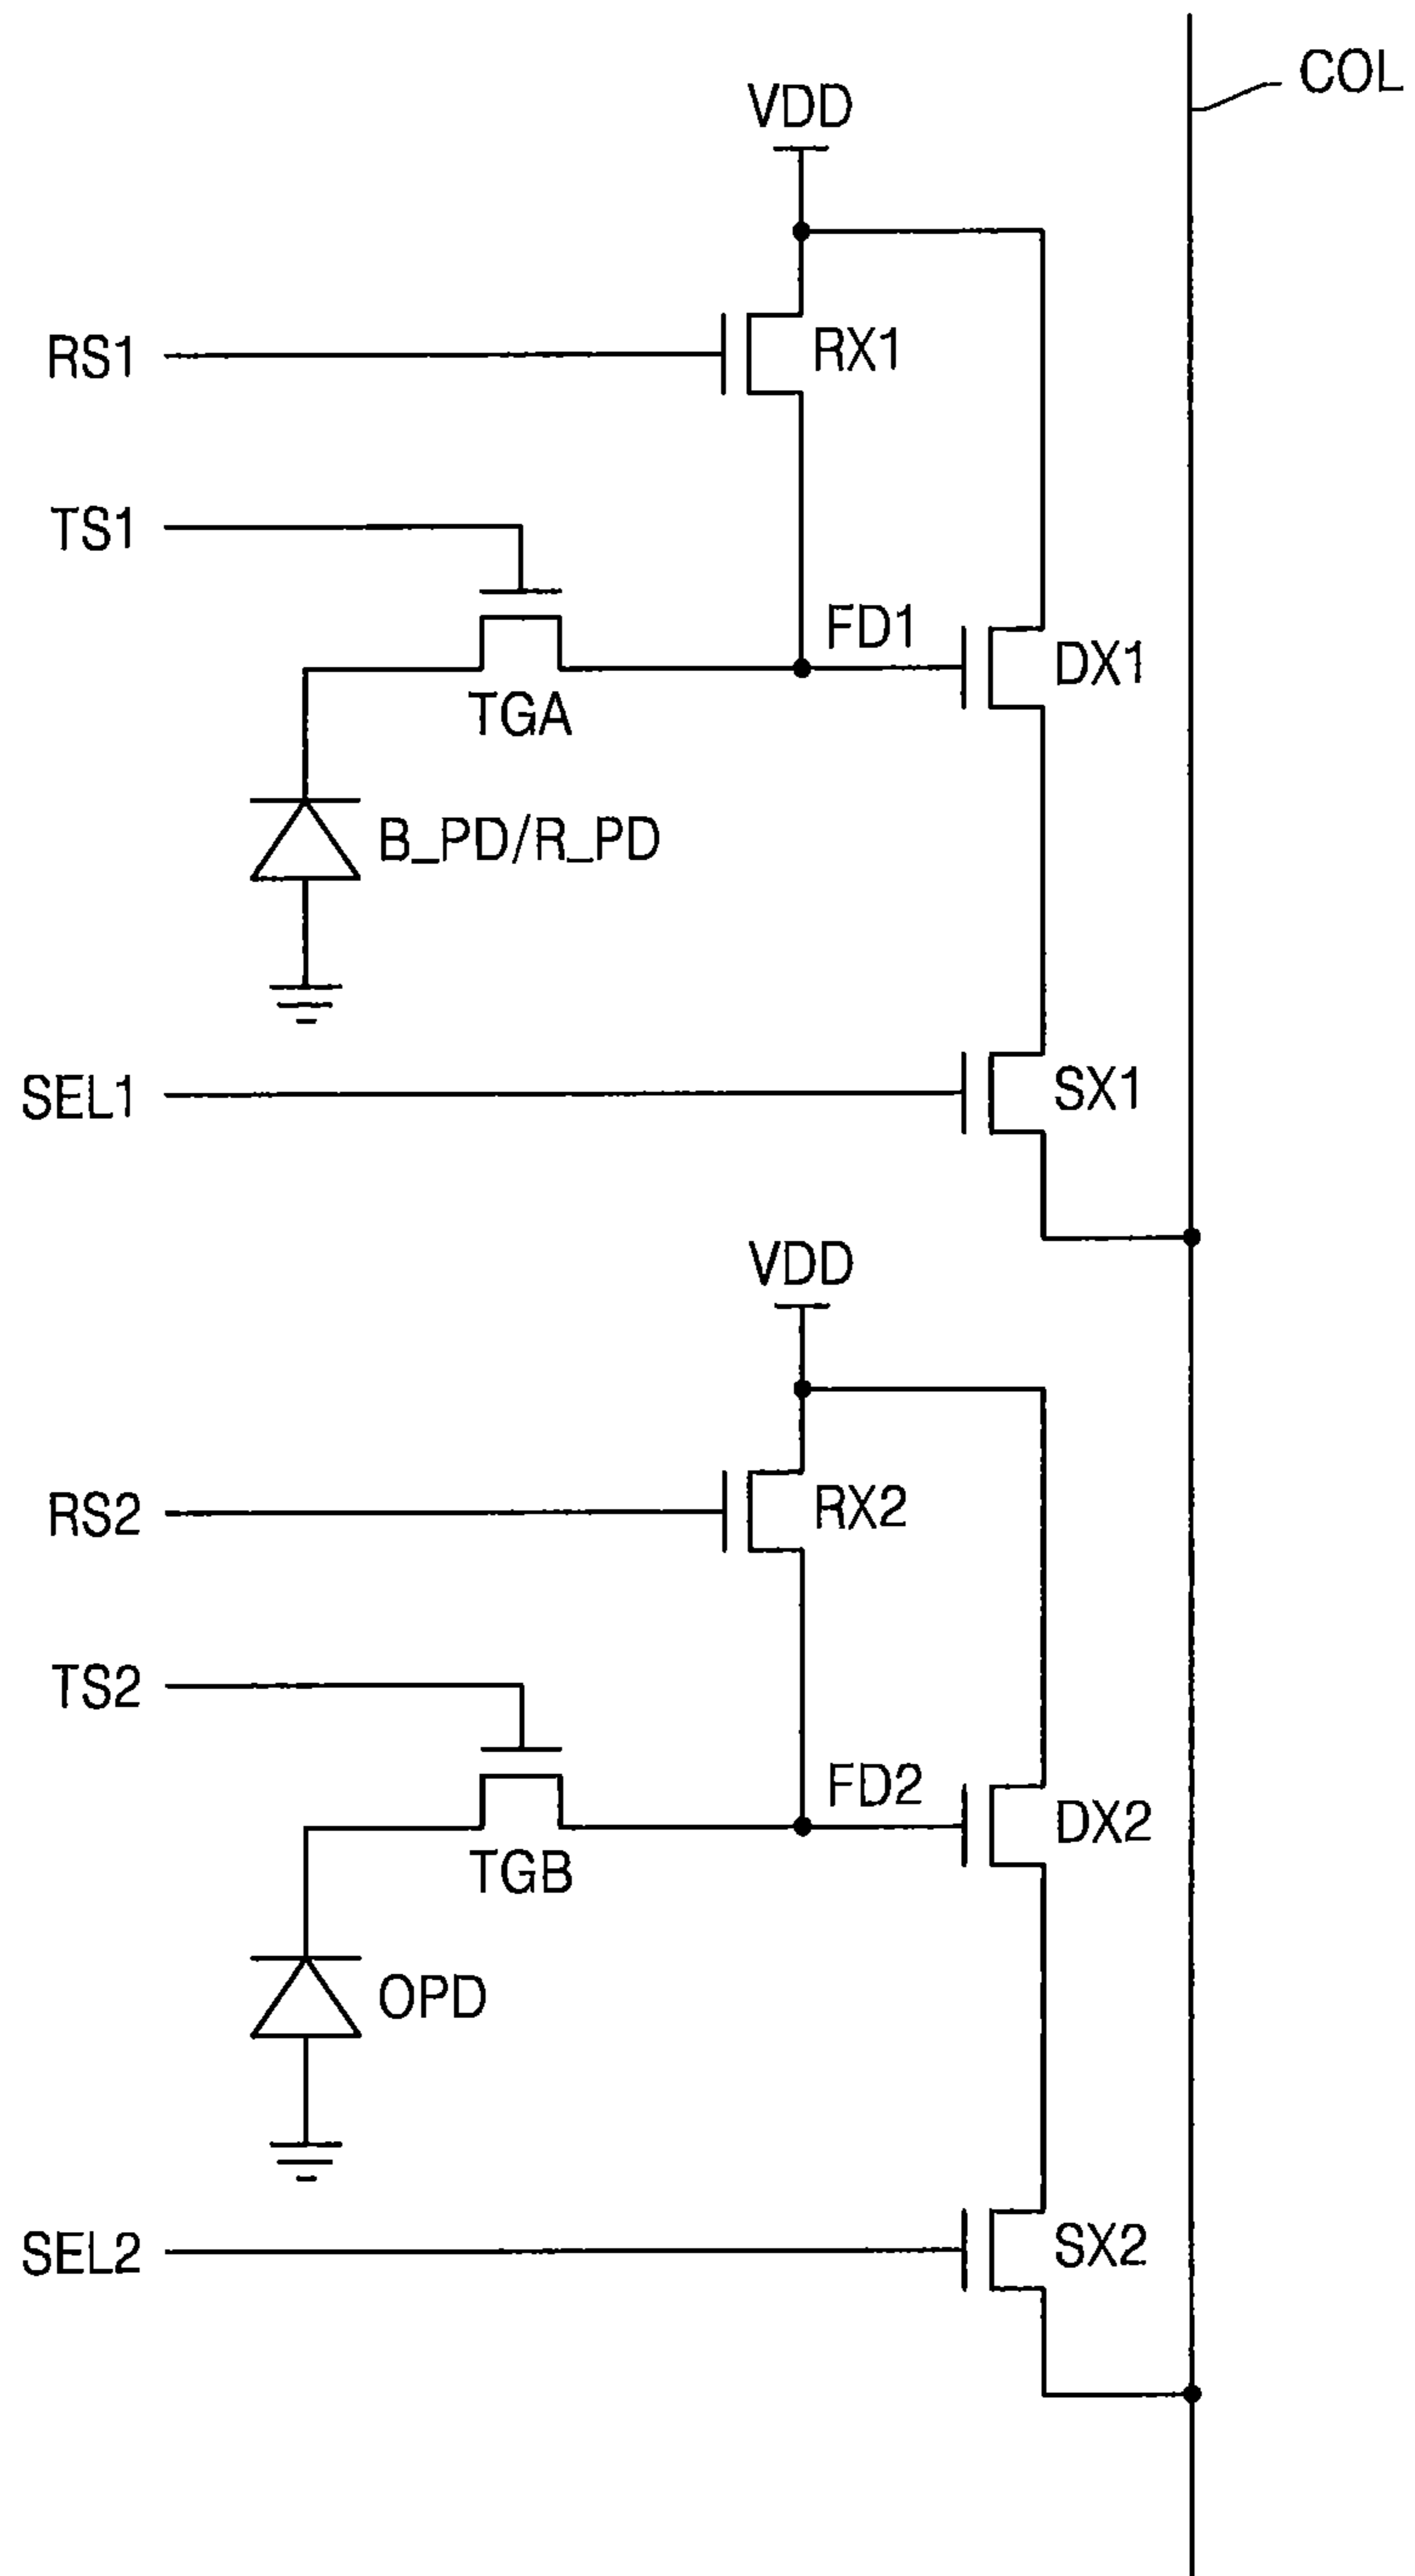 COL
VDD
RS1
RX1
TS1
FD1
DX1
TGA
B_PD/R_PD
SEL1
SX1
VDD
RS2
RX2
TS2
FD2
DX2
TGB
OPD
SEL2
SX2